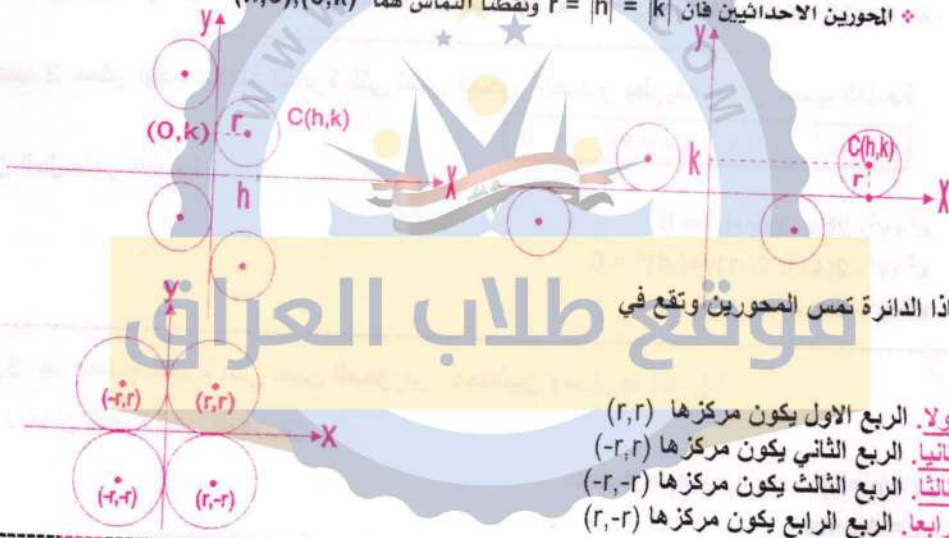 ❖ المحورين الاحداثيين فان r = |h| = |k| ونقطتا التماس هما (h,0),(0,k)
y
(0,k)
r
C(h,k)
h
X
y
k
C(h,k)
r
X
اذا الدائرة تمس المحورين وتقع في
موقع طلاب العراق
y
(-r,r)
(r,r)
X
(-r,-r)
(r,-r)
اولا. الربع الاول يكون مركزها (r,r)
ثانيا. الربع الثاني يكون مركزها (-r,r)
ثالثا. الربع الثالث يكون مركزها (-r,-r)
رابعا. الربع الرابع يكون مركزها (r,-r)